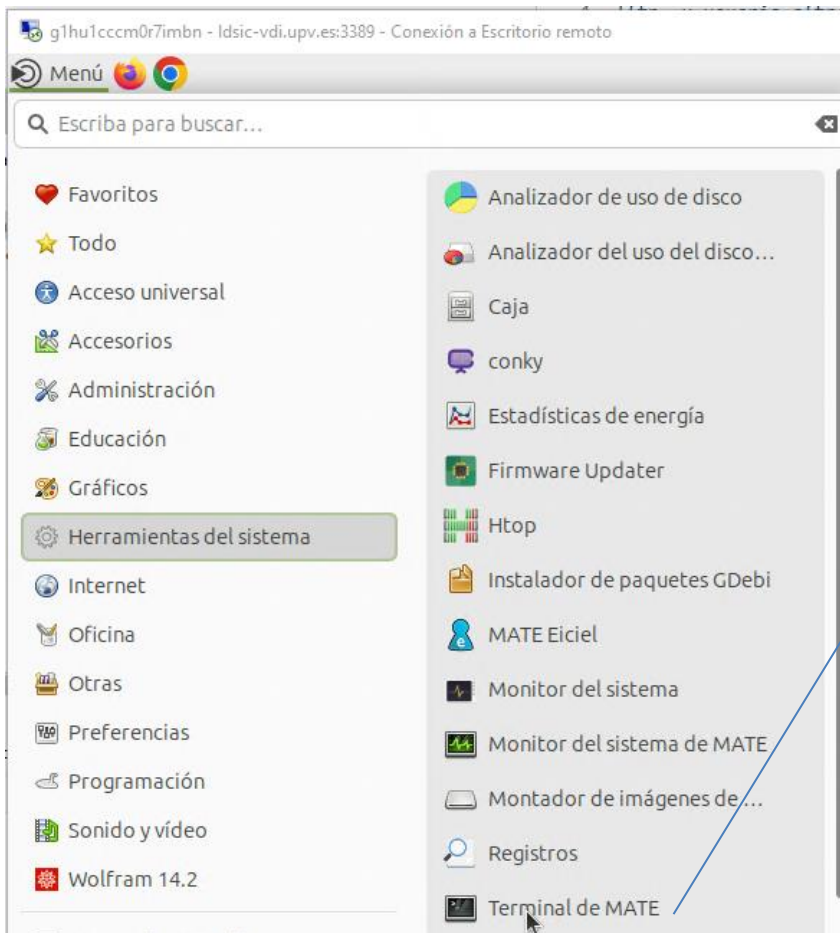 g1hu1cccm0r7imbn - ldsic-vdi.upv.es:3389 - Conexión a Escritorio remoto
Menú
Escriba para buscar...
Favoritos
Todo
Acceso universal
Accesorios
Administración
Educación
Gráficos
Herramientas del sistema
Internet
Oficina
Otras
Preferencias
Programación
Sonido y vídeo
Wolfram 14.2
Analizador de uso de disco
Analizador del uso del disco...
Caja
conky
Estadísticas de energía
Firmware Updater
Htop
Instalador de paquetes GDebi
MATE Eiciel
Monitor del sistema
Monitor del sistema de MATE
Montador de imágenes de ...
Registros
Terminal de MATE